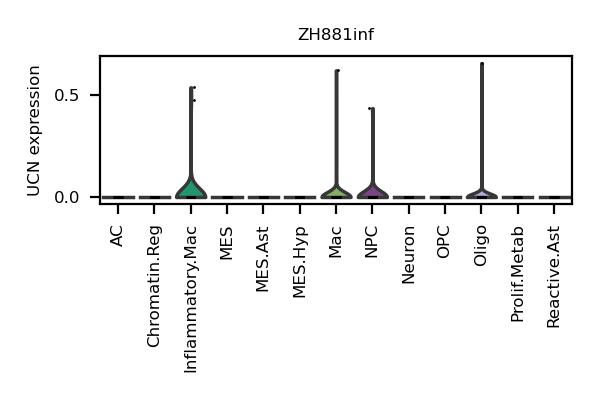 ZH881inf
UCN expression
0.5
0.0
AC
Chromatin.Reg
Inflammatory.Mac
MES
MES.Ast
MES.Hyp
Mac
NPC
Neuron
OPC
Oligo
Prolif.Metab
Reactive.Ast